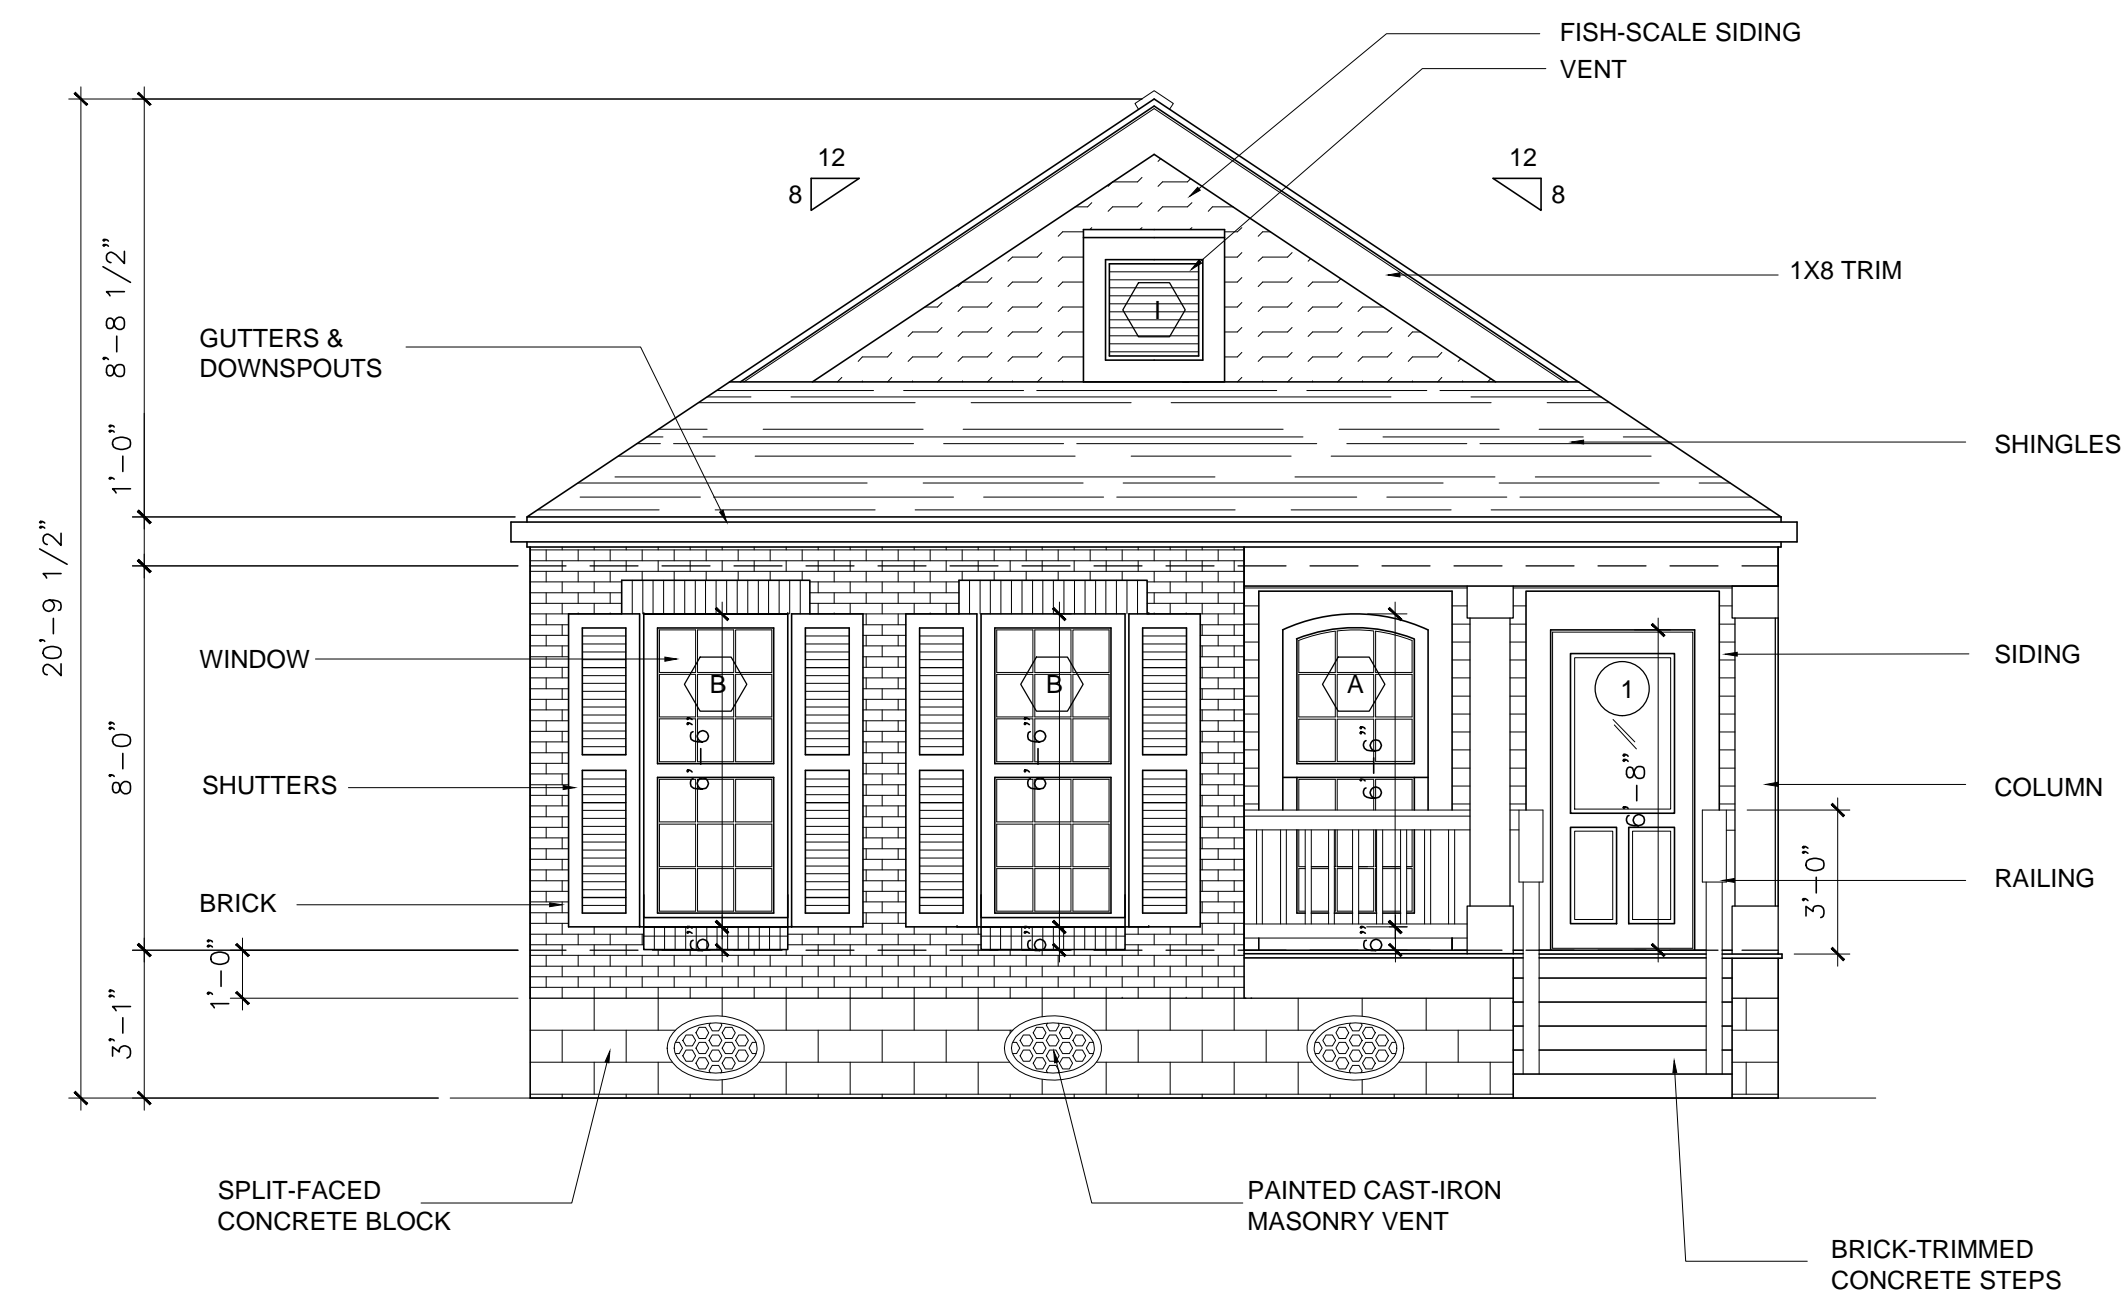 FISH-SCALE SIDING
VENT
12
8
12
8
1X8 TRIM
8'-8 1/2"
GUTTERS &
DOWNSPOUTS
I
1'-0"
SHINGLES
20'-9 1/2"
WINDOW
B
B
A
1
SIDING
8'-0"
6'-6"
6'-6"
6'-6"
6'-8"
SHUTTERS
COLUMN
BRICK
3'-0"
RAILING
6"
6"
6"
1'-0"
3'-1"
SPLIT-FACED
CONCRETE BLOCK
PAINTED CAST-IRON
MASONRY VENT
BRICK-TRIMMED
CONCRETE STEPS